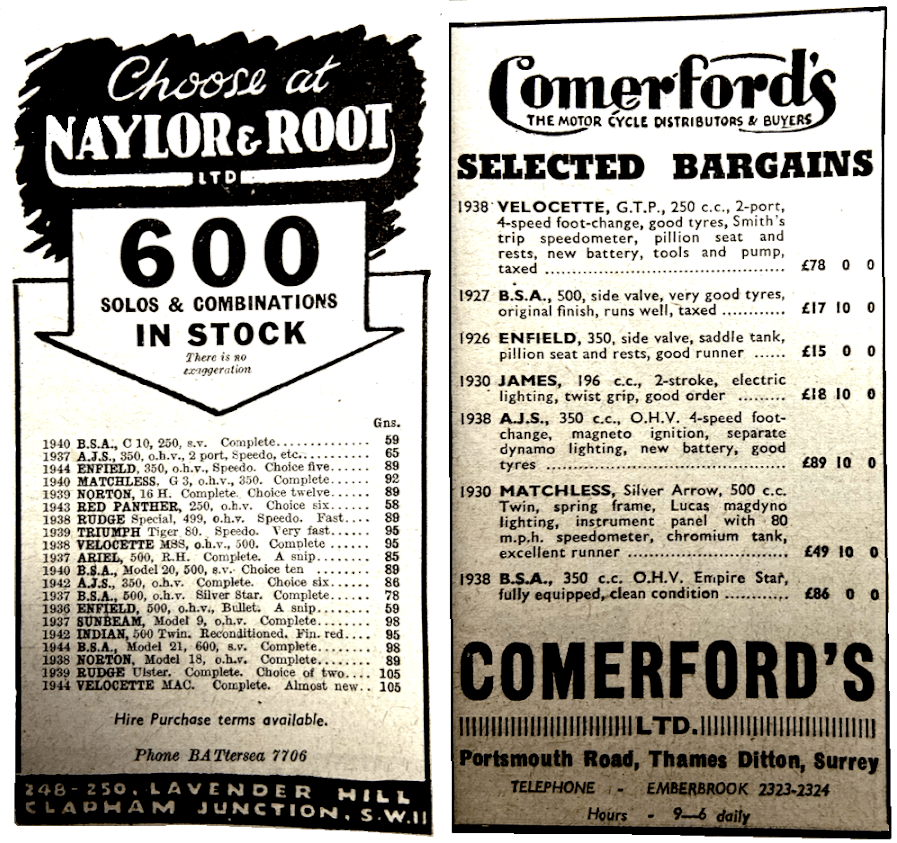 Choose at
NAYLOR & ROOT
LTD
600
SOLOS & COMBINATIONS
IN STOCK
There is no
exaggeration
Gns.
1940 B.S.A., C 10, 250, s.v. Complete.............. 59
1937 A.J.S., 350, o.h.v., 2 port, Speedo, etc....... 65
1944 ENFIELD, 350, o.h.v., Speedo. Choice five...... 89
1940 MATCHLESS, G 3, o.h.v., 350. Complete...... 92
1939 NORTON, 16 H. Complete. Choice twelve...... 89
1943 RED PANTHER, 250, o.h.v. Choice six...... 58
1938 RUDGE Special, 499, o.h.v. Speedo. Fast.... 89
1939 TRIUMPH Tiger 80. Speedo. Very fast..... 95
1938 VELOCETTE MSS, o.h.v., 500. Complete .... 95
1937 ARIEL, 500, R.H. Complete. A snip....... 85
1940 B.S.A., Model 20, 500, s.v. Choice ten ...... 89
1942 A.J.S., 350, o.h.v. Complete. Choice six...... 86
1937 B.S.A., 500, o.h.v. Silver Star. Complete..... 78
1936 ENFIELD, 500, o.h.v., Bullet. A snip....... 59
1937 SUNBEAM, Model 9, o.h.v. Complete....... 98
1942 INDIAN, 500 Twin. Reconditioned. Fin. red.... 95
1944 B.S.A., Model 21, 600, s.v. Complete...... 98
1938 NORTON, Model 18, o.h.v. Complete...... 89
1939 RUDGE Ulster. Complete. Choice of two.... 105
1944 VELOCETTE MAC. Complete. Almost new.. 105
Hire Purchase terms available.
Phone BATtersea 7706
248-250, LAVENDER HILL
CLAPHAM JUNCTION, S.W.11
Comerford's
THE MOTOR CYCLE DISTRIBUTORS & BUYERS
SELECTED BARGAINS
1938 VELOCETTE, G.T.P., 250 c.c., 2-port,
4-speed foot-change, good tyres, Smith's
trip speedometer, pillion seat and
rests, new battery, tools and pump,
taxed ........................................ £78 0 0
1927 B.S.A., 500, side valve, very good tyres,
original finish, runs well, taxed ............ £17 10 0
1926 ENFIELD, 350, side valve, saddle tank,
pillion seat and rests, good runner ...... £15 0 0
1930 JAMES, 196 c.c., 2-stroke, electric
lighting, twist grip, good order ......... £18 10 0
1938 A.J.S., 350 c.c., O.H.V. 4-speed foot-
change, magneto ignition, separate
dynamo lighting, new battery, good
tyres ........................................ £89 10 0
1930 MATCHLESS, Silver Arrow, 500 c.c.
Twin, spring frame, Lucas magdyno
lighting, instrument panel with 80
m.p.h. speedometer, chromium tank,
excellent runner ........................... £49 10 0
1938 B.S.A., 350 c.c. O.H.V. Empire Star,
fully equipped, clean condition ............ £86 0 0
COMERFORD'S
LTD.
Portsmouth Road, Thames Ditton, Surrey
TELEPHONE - EMBERBROOK 2323-2324
Hours - 9—6 daily